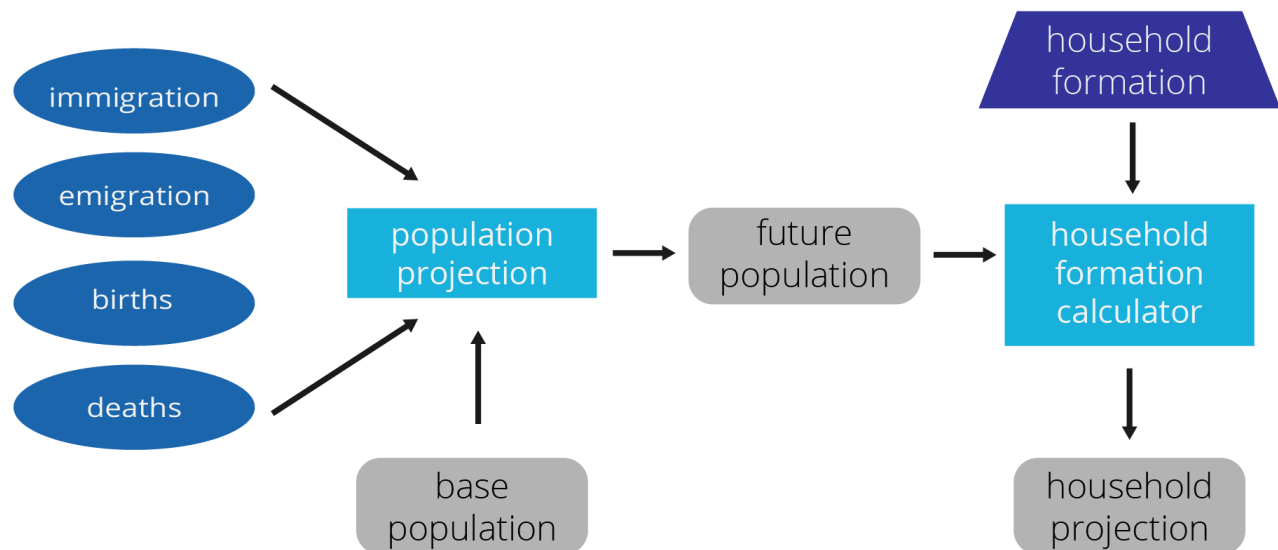 immigration
emigration
births
deaths
population
projection
base
population
future
population
household
formation
household
formation
calculator
household
projection